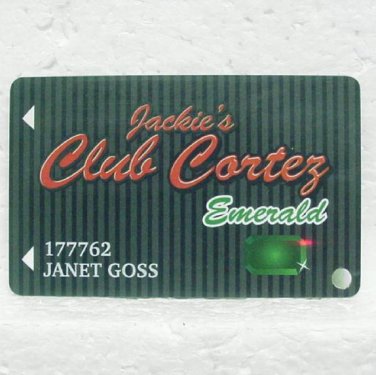 Jackie's
Club Cortez
Emerald
177762
JANET GOSS